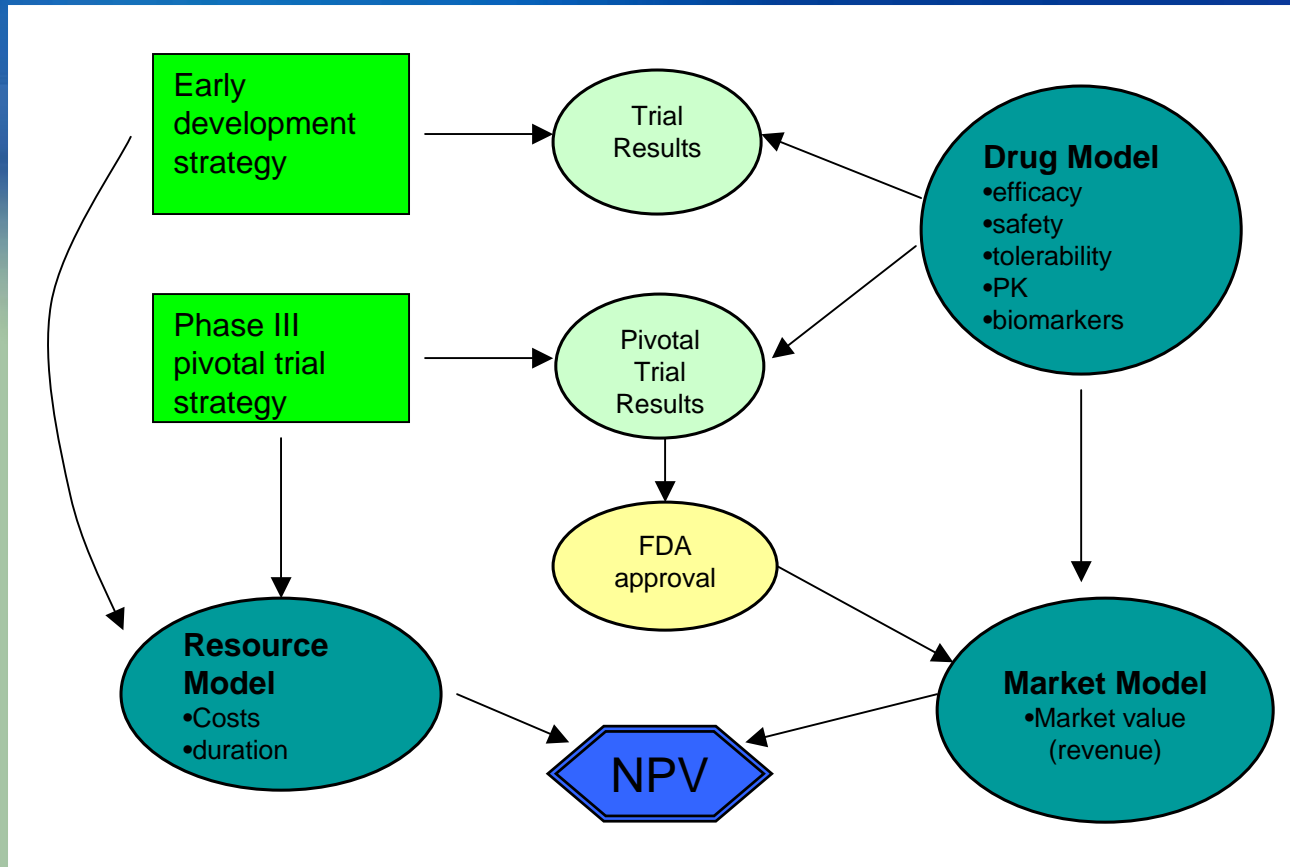 Early
development
strategy
Trial
Results
Drug Model
•efficacy
•safety
•tolerability
•PK
•biomarkers
Phase III
pivotal trial
strategy
Pivotal
Trial
Results
FDA
approval
Resource
Model
•Costs
•duration
NPV
Market Model
•Market value
(revenue)